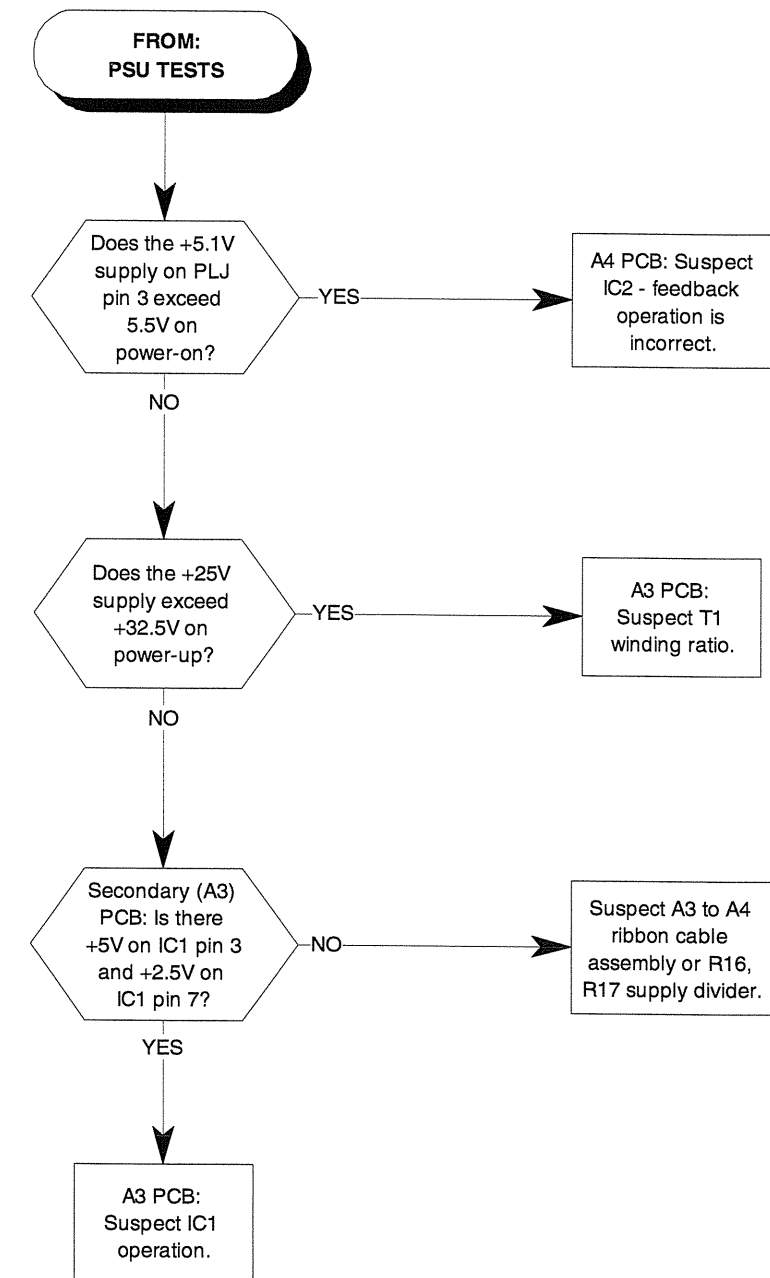 FROM:
PSU TESTS
Does the +5.1V
supply on PLJ
pin 3 exceed
5.5V on
power-on?
YES
A4 PCB: Suspect
IC2 - feedback
operation is
incorrect.
NO
Does the +25V
supply exceed
+32.5V on
power-up?
YES
A3 PCB:
Suspect T1
winding ratio.
NO
Secondary (A3)
PCB: Is there
+5V on IC1 pin 3
and +2.5V on
IC1 pin 7?
NO
Suspect A3 to A4
ribbon cable
assembly or R16,
R17 supply divider.
YES
A3 PCB:
Suspect IC1
operation.